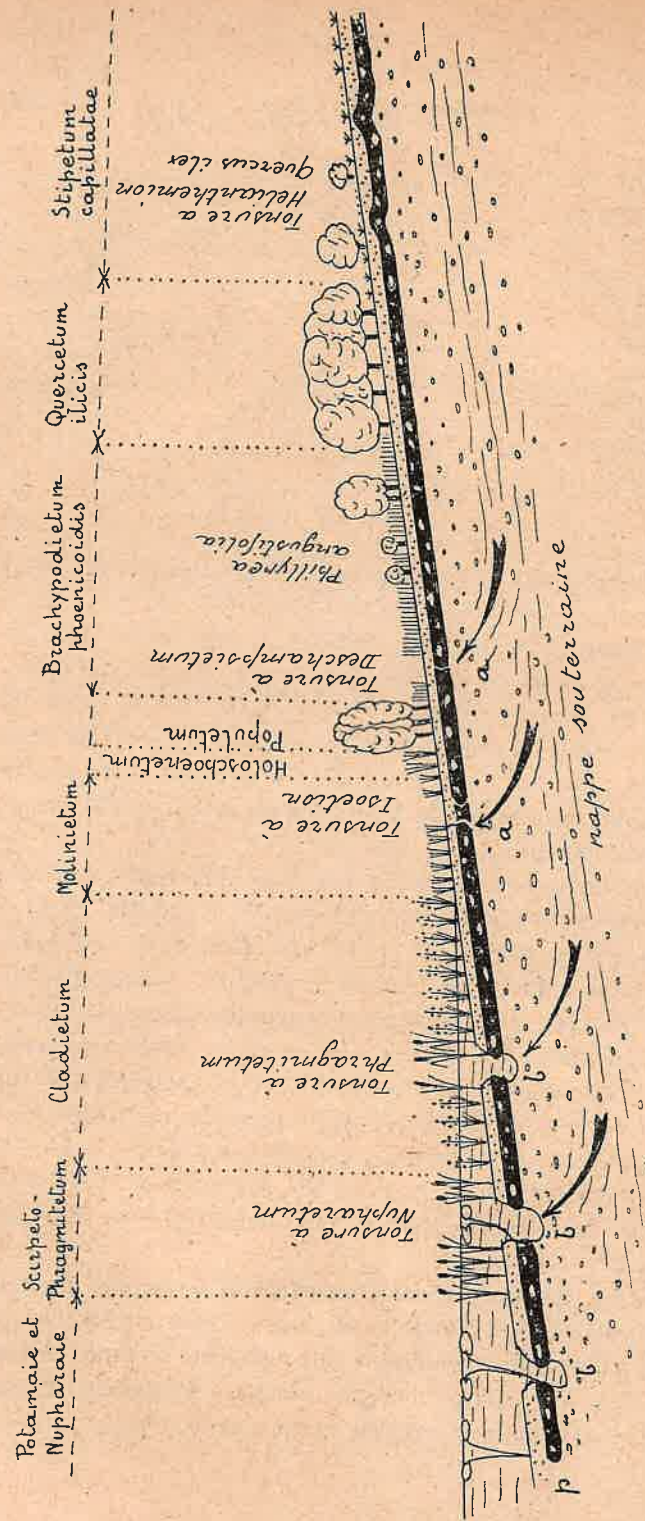 Potamaie et
Nupharaie
Scirpeto-
Phragmitetum
Cladietum
Molinietum
Brachypodietum
phoenicoidis
Quercetum
ilicis
Stipetum
capillatae
Tonsure à
Nupharetum
Tonsure à
Phragmitetum
Tonsure à
Isoetion
Holoschoenetum
Populetum
Tonsure à
Deschampsietum
Phillyrea
angustifolia
Tonsure à
Helianthemion
Quercus ilex
p
b
b
b
a
a
nappe souterraine